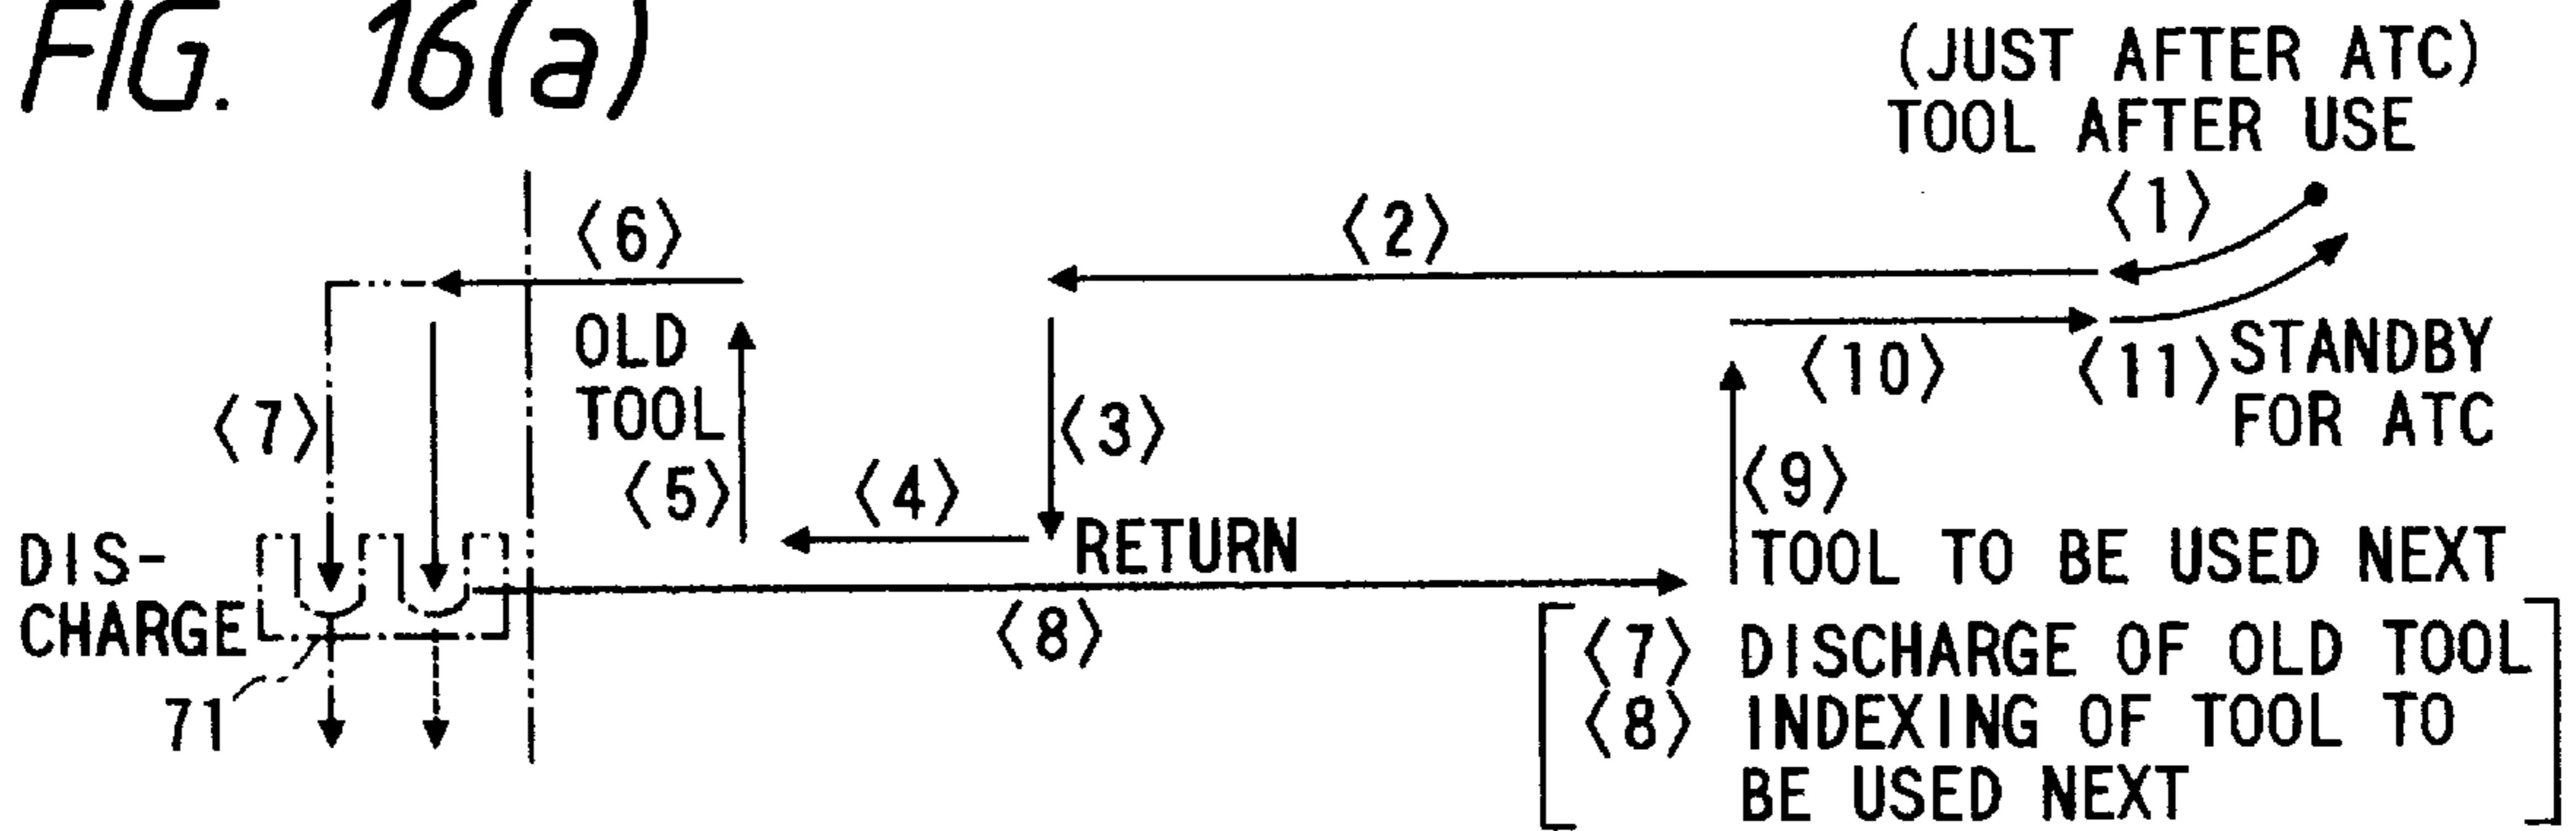 FIG. 16(a)
(JUST AFTER ATC)
TOOL AFTER USE
〈1〉
〈2〉
〈6〉
OLD
TOOL
〈10〉
〈11〉
STANDBY
FOR ATC
〈7〉
〈3〉
〈5〉
〈4〉
〈9〉
RETURN
TOOL TO BE USED NEXT
DIS-
CHARGE
〈8〉
71
〈7〉 DISCHARGE OF OLD TOOL
〈8〉 INDEXING OF TOOL TO
BE USED NEXT